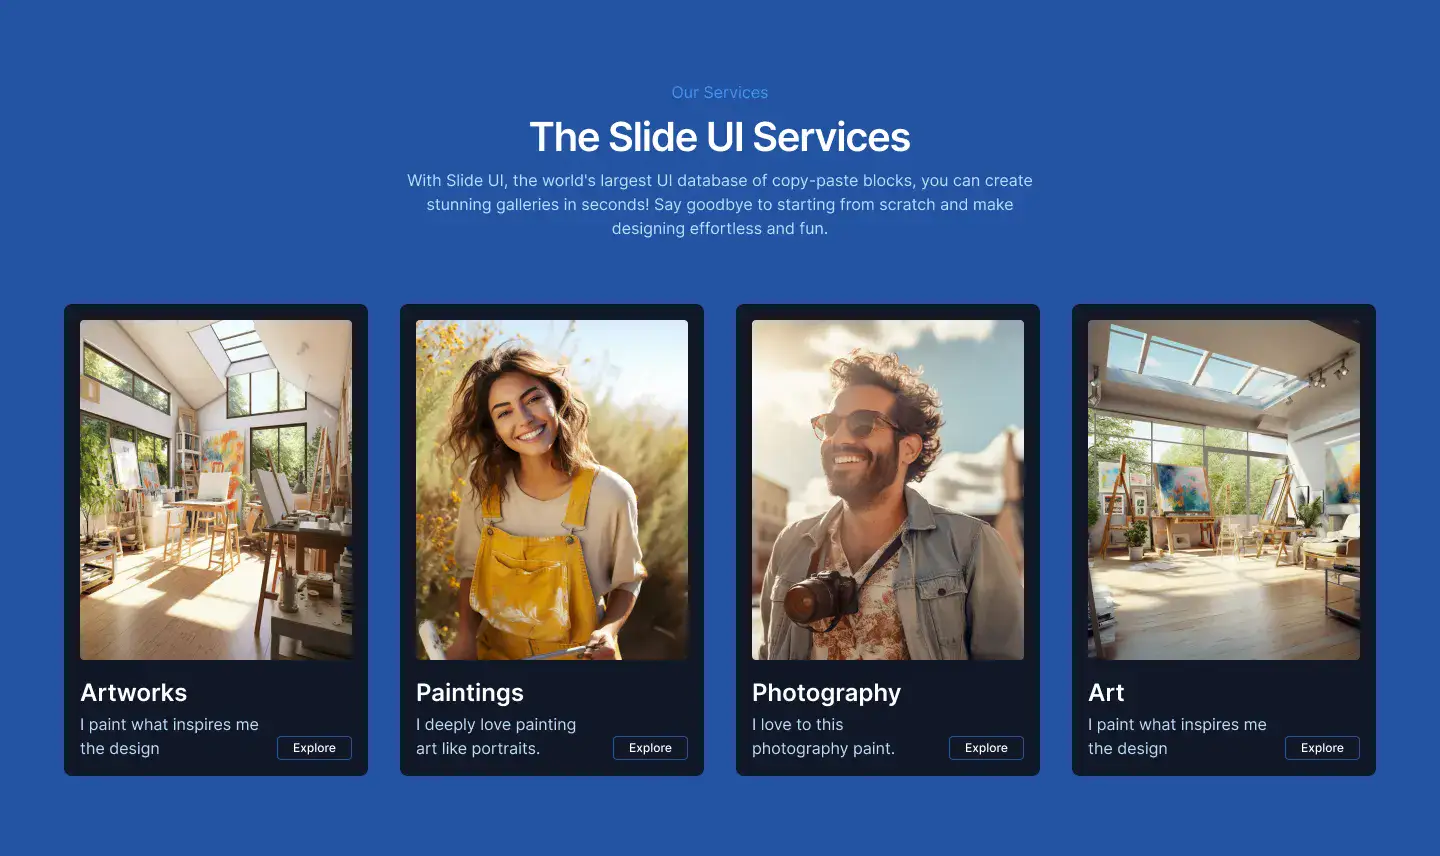 Our Services
The Slide UI Services
With Slide UI, the world's largest UI database of copy-paste blocks, you can create
stunning galleries in seconds! Say goodbye to starting from scratch and make
designing effortless and fun.
Artworks
I paint what inspires me
the design
Explore
Paintings
I deeply love painting
art like portraits.
Explore
Photography
I love to this
photography paint.
Explore
Art
I paint what inspires me
the design
Explore